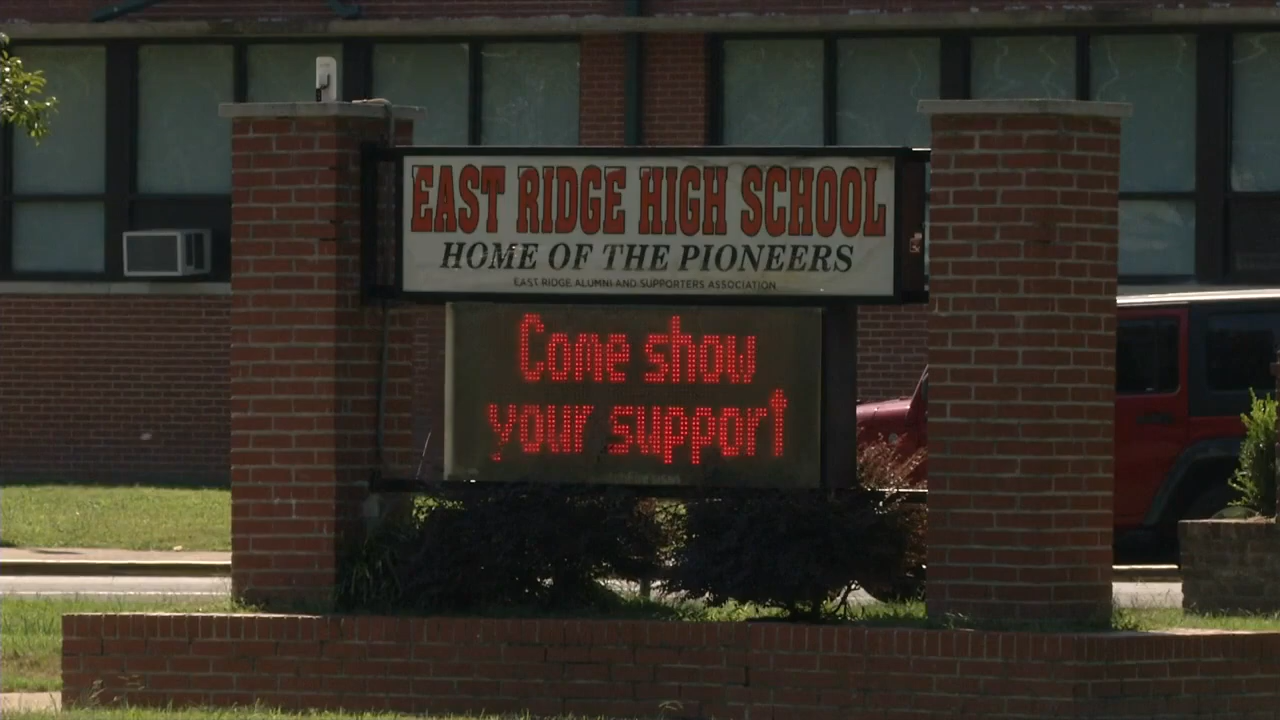 EAST RIDGE HIGH SCHOOL
HOME OF THE PIONEERS
EAST RIDGE ALUMNI AND SUPPORTERS ASSOCIATION
Come show
your support